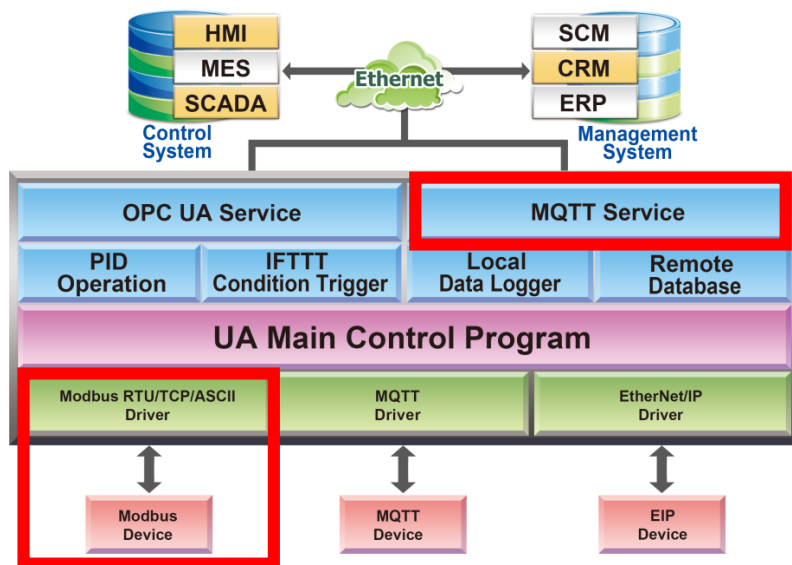 HMI
MES
SCADA
Control
System
Ethernet
SCM
CRM
ERP
Management
System
OPC UA Service
MQTT Service
PID
Operation
IFTTT
Condition Trigger
Local
Data Logger
Remote
Database
UA Main Control Program
Modbus RTU/TCP/ASCII
Driver
MQTT
Driver
EtherNet/IP
Driver
Modbus
Device
MQTT
Device
EIP
Device